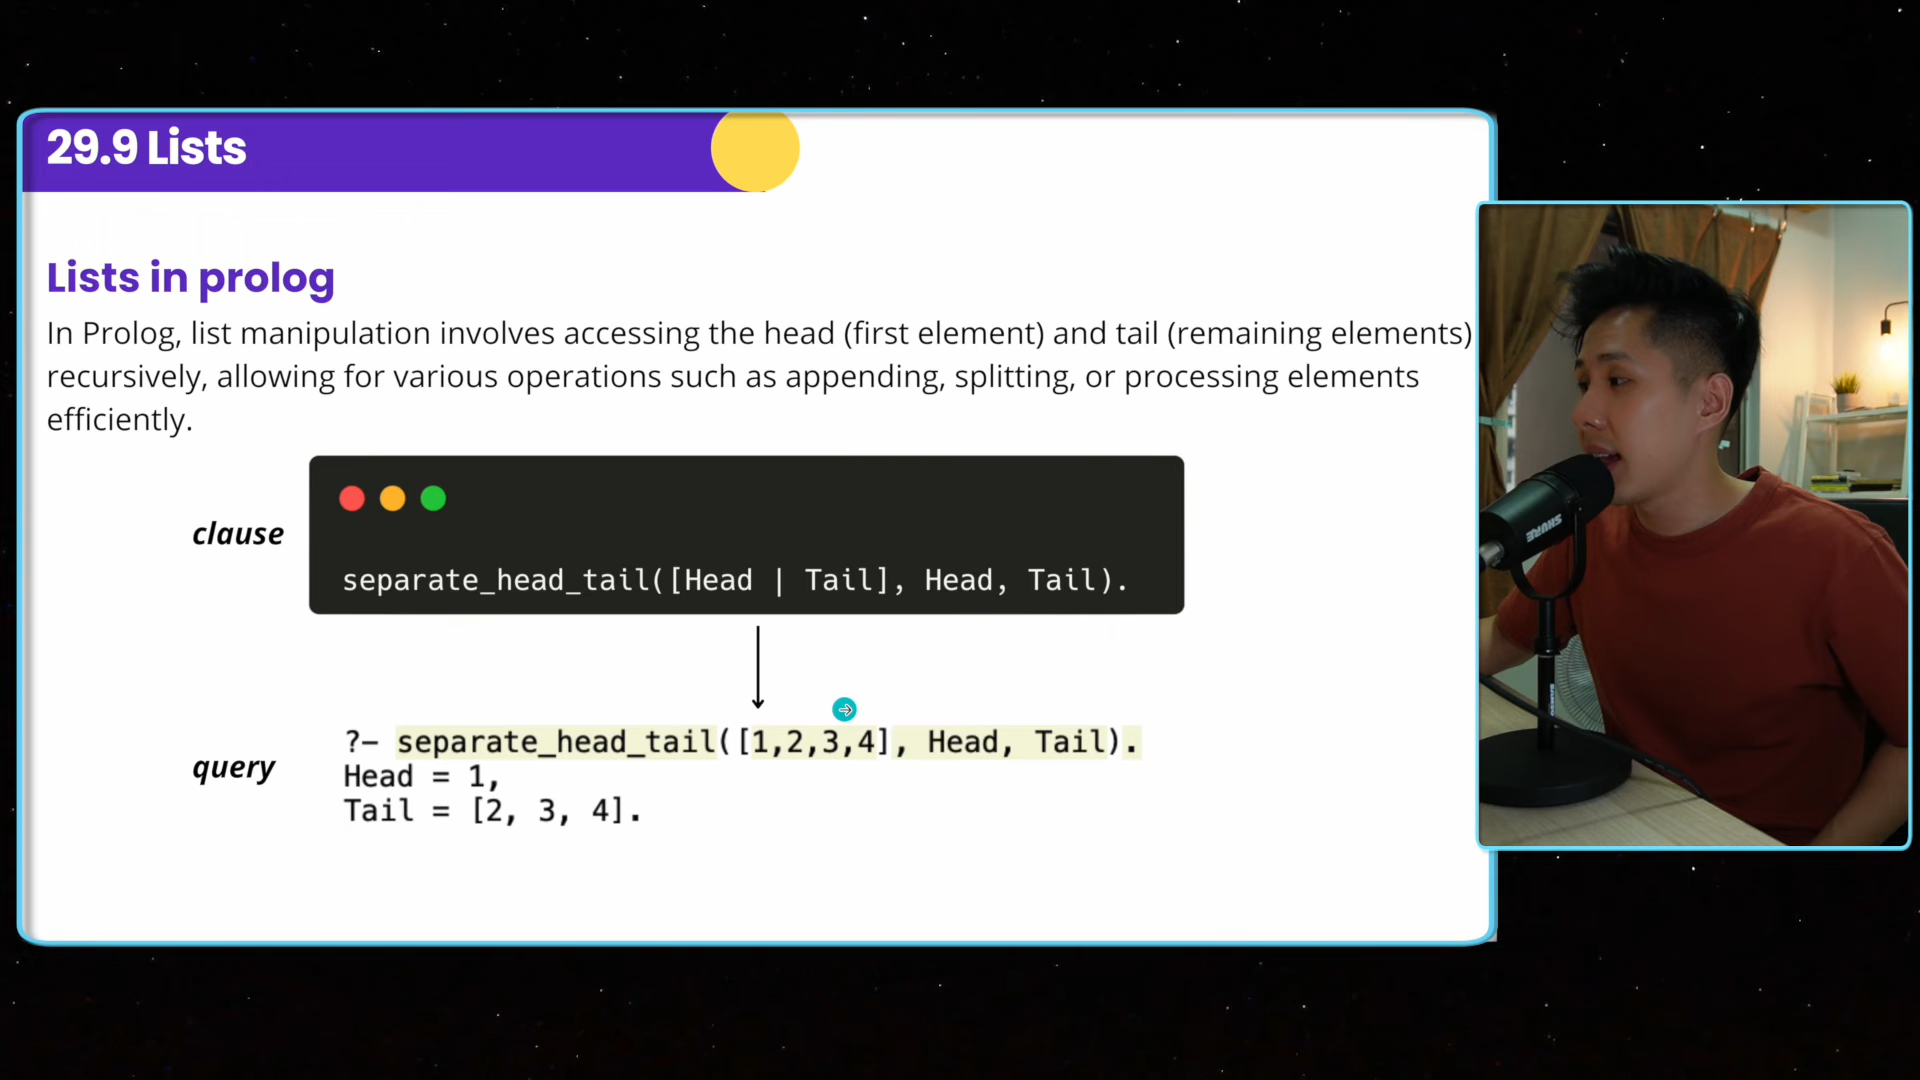 29.9 Lists
Lists in prolog
In Prolog, list manipulation involves accessing the head (first element) and tail (remaining elements)
recursively, allowing for various operations such as appending, splitting, or processing elements
efficiently.
clause
separate_head_tail([Head | Tail], Head, Tail).
query
?- separate_head_tail([1,2,3,4], Head, Tail).
Head = 1,
Tail = [2, 3, 4].
SHURE